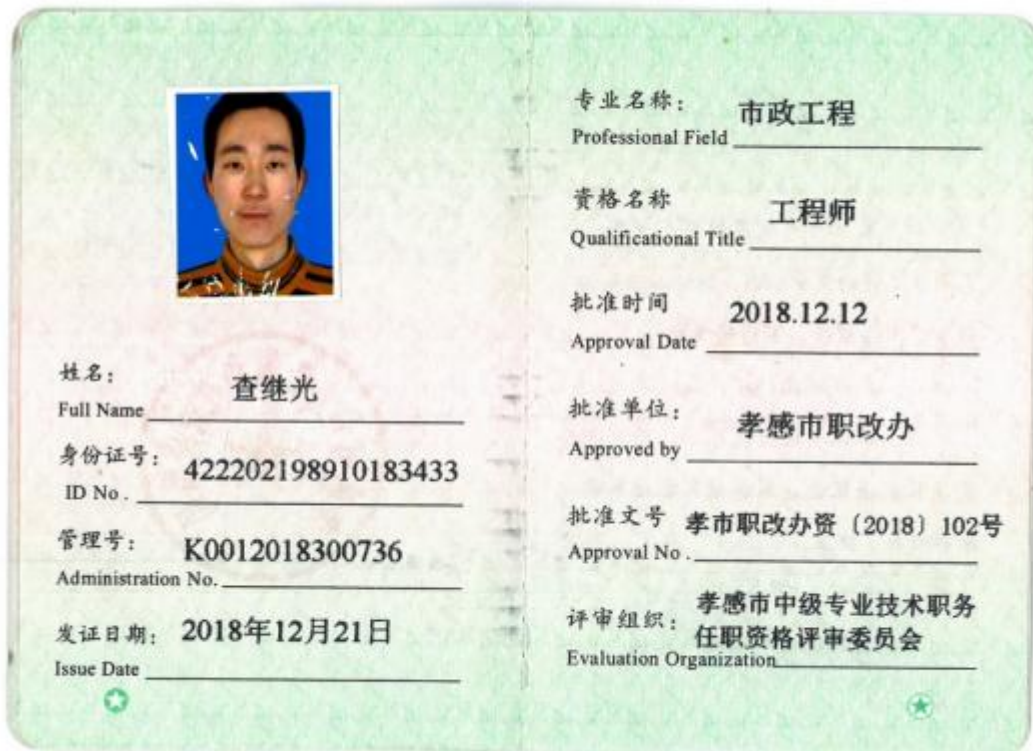 姓名：
查继光
Full Name
身份证号：
422202198910183433
ID No.
管理号：
K0012018300736
Administration No.
发证日期：
2018年12月21日
Issue Date
专业名称：
市政工程
Professional Field
资格名称
工程师
Qualificational Title
批准时间
2018.12.12
Approval Date
批准单位：
孝感市职改办
Approved by
批准文号
孝市职改办资〔2018〕102号
Approval No.
评审组织：
孝感市中级专业技术职务
任职资格评审委员会
Evaluation Organization